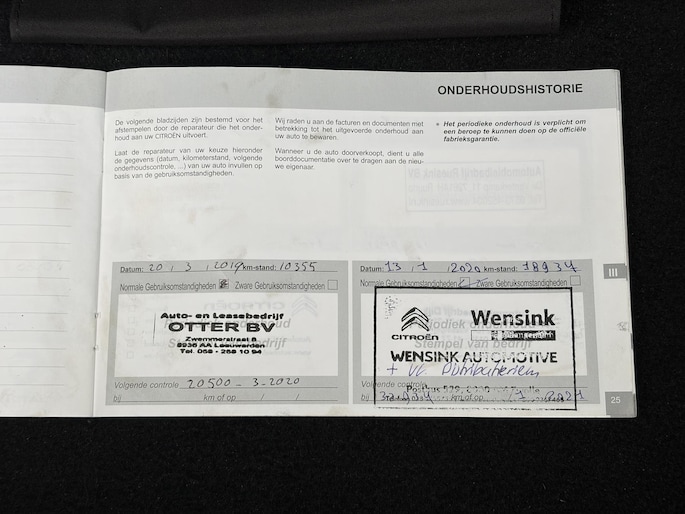 ONDERHOUDSHISTORIE
De volgende bladzijden zijn bestemd voor het
afstempelen door de reparateur die het onder-
houd aan uw CITROËN uitvoert.
Laat de reparateur van uw keuze hieronder
de gegevens (datum, kilometerstand, volgende
onderhoudscontrole, ...) van uw auto invullen op
basis van de gebruiksomstandigheden.
Wij raden u aan de facturen en documenten met
betrekking tot het uitgevoerde onderhoud aan
uw auto te bewaren.
Wanneer u de auto doorverkoopt, dient u alle
boorddocumentatie over te dragen aan de nieu-
we eigenaar.
• Het periodieke onderhoud is verplicht om
een beroep te kunnen doen op de officiële
fabrieksgarantie.
Datum: 20 / 3 / 2019 km-stand: 10355
Normale Gebruiksomstandigheden Zware Gebruiksomstandigheden
Auto- en Leasebedrijf
OTTER BV
Zwemmerstraat 8
8936 AA Leeuwarden
Tel. 058 - 258 10 94
Volgende controle 20500 - 3-2020
bij km of op / /
Datum: 13 / 1 / 2020 km-stand: 18934
Normale Gebruiksomstandigheden Zware Gebruiksomstandigheden
CITROËN
Wensink
WENSINK AUTOMOTIVE
+ VV Distributieriem
Postbus 579, 8000
bij km of op / 1
III
25